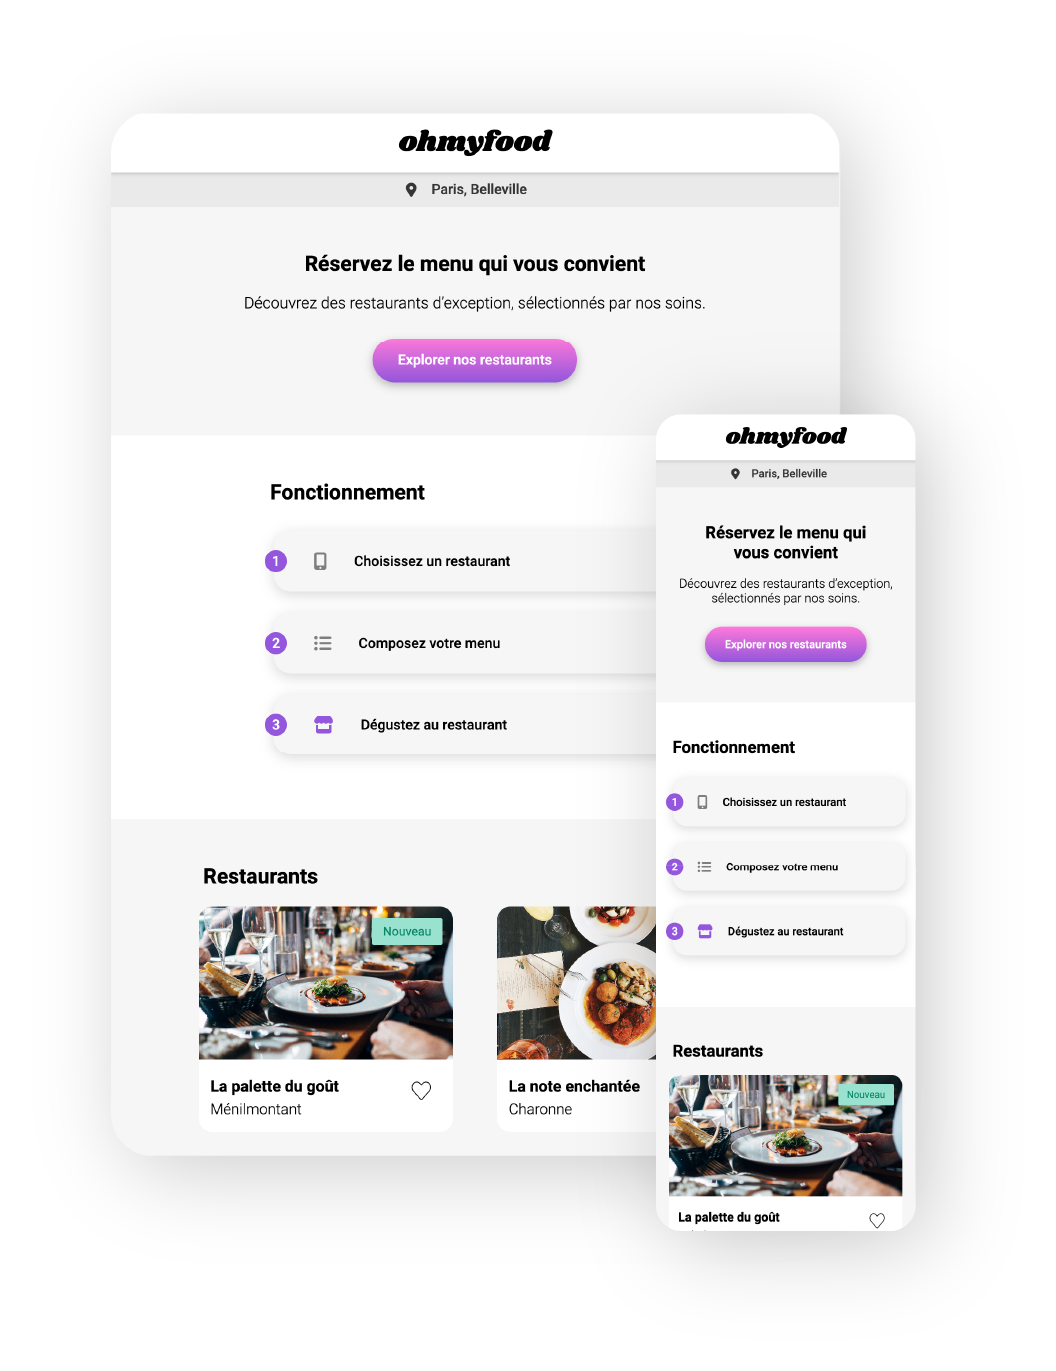 ohmyfood
Paris, Belleville
Réservez le menu qui vous convient
Découvrez des restaurants d’exception, sélectionnés par nos soins.
Explorer nos restaurants
Fonctionnement
1 Choisissez un restaurant
2 Composez votre menu
3 Dégustez au restaurant
Restaurants
Nouveau
La palette du goût
Ménilmontant
La note enchantée
Charonne
ohmyfood
Paris, Belleville
Réservez le menu qui
vous convient
Découvrez des restaurants d’exception,
sélectionnés par nos soins.
Explorer nos restaurants
Fonctionnement
1 Choisissez un restaurant
2 Composez votre menu
3 Dégustez au restaurant
Restaurants
Nouveau
La palette du goût